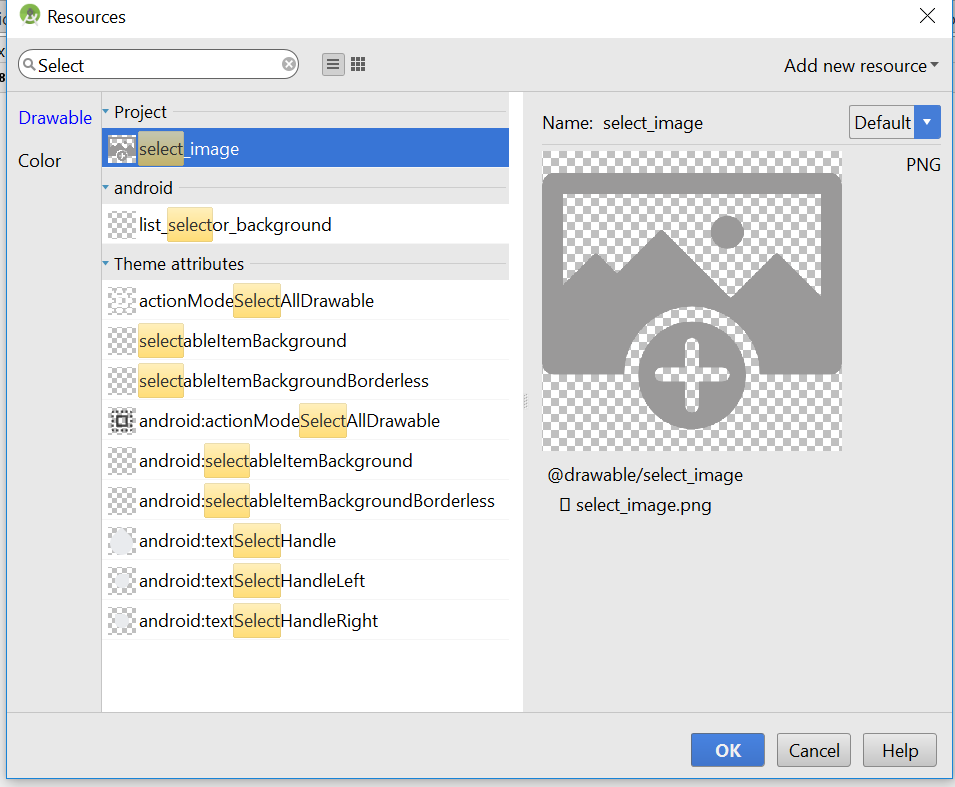 Resources
Select
Add new resource
Drawable
Color
Project
select_image
android
list_selector_background
Theme attributes
actionModeSelectAllDrawable
selectableItemBackground
selectableItemBackgroundBorderless
android:actionModeSelectAllDrawable
android:selectableItemBackground
android:selectableItemBackgroundBorderless
android:textSelectHandle
android:textSelectHandleLeft
android:textSelectHandleRight
Name: select_image
Default
PNG
@drawable/select_image
select_image.png
OK
Cancel
Help